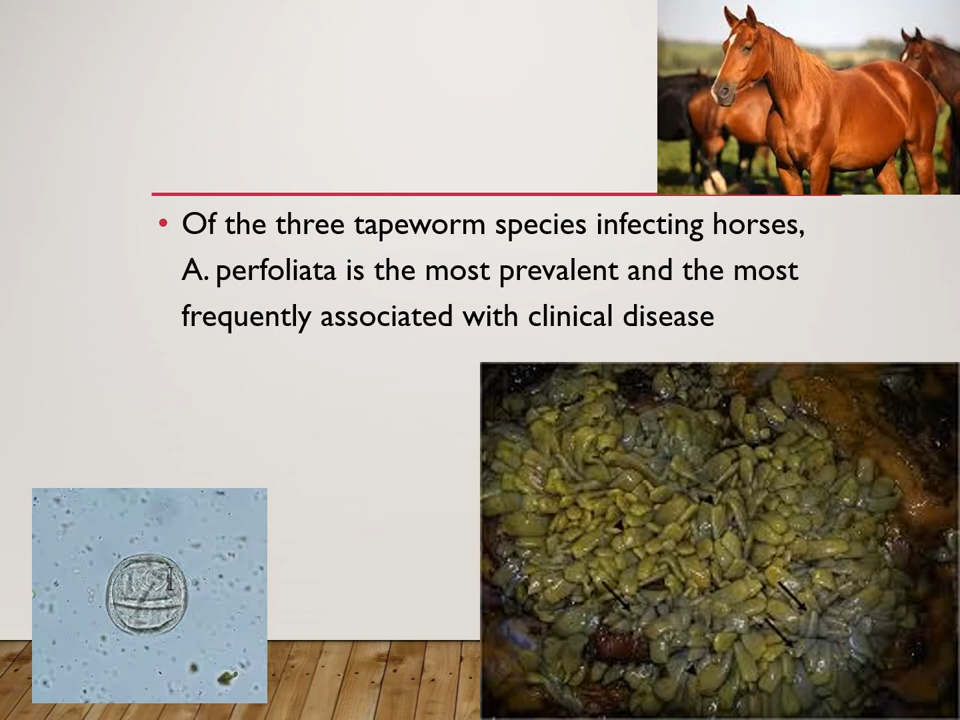 • Of the three tapeworm species infecting horses,
A. perfoliata is the most prevalent and the most
frequently associated with clinical disease